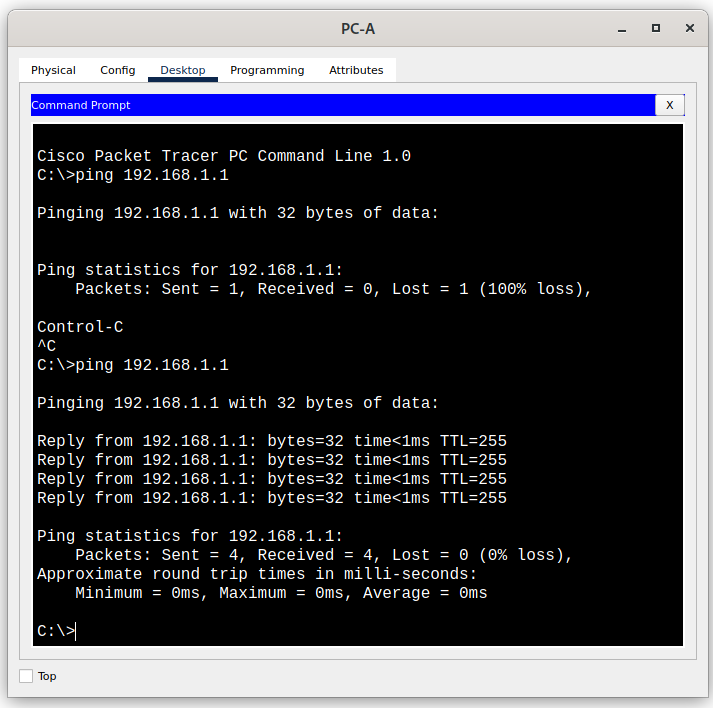 PC-A
Physical Config Desktop Programming Attributes
Command Prompt X
Cisco Packet Tracer PC Command Line 1.0
C:\>ping 192.168.1.1
Pinging 192.168.1.1 with 32 bytes of data:
Ping statistics for 192.168.1.1:
Packets: Sent = 1, Received = 0, Lost = 1 (100% loss),
Control-C
^C
C:\>ping 192.168.1.1
Pinging 192.168.1.1 with 32 bytes of data:
Reply from 192.168.1.1: bytes=32 time<1ms TTL=255
Reply from 192.168.1.1: bytes=32 time<1ms TTL=255
Reply from 192.168.1.1: bytes=32 time<1ms TTL=255
Reply from 192.168.1.1: bytes=32 time<1ms TTL=255
Ping statistics for 192.168.1.1:
Packets: Sent = 4, Received = 4, Lost = 0 (0% loss),
Approximate round trip times in milli-seconds:
Minimum = 0ms, Maximum = 0ms, Average = 0ms
C:\>
Top